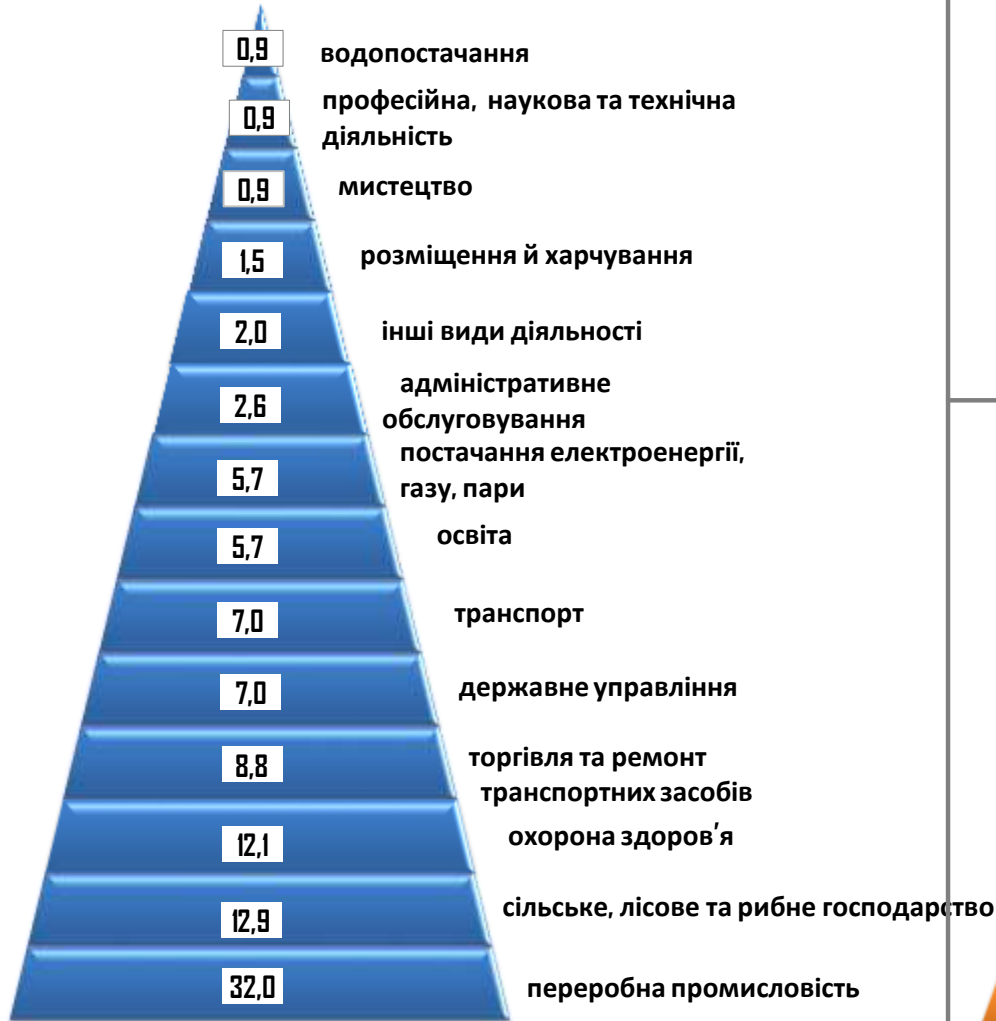 0,9 водопостачання
0,9 професійна, наукова та технічна
діяльність
0,9 мистецтво
1,5 розміщення й харчування
2,0 інші види діяльності
2,6 адміністративне
обслуговування
5,7 постачання електроенергії,
газу, пари
5,7 освіта
7,0 транспорт
7,0 державне управління
8,8 торгівля та ремонт
транспортних засобів
12,1 охорона здоров'я
12,9 сільське, лісове та рибне господарство
32,0 переробна промисловість